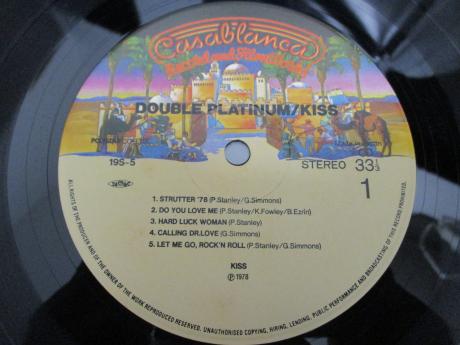 Casablanca
Record and FilmWorks
DOUBLE PLATINUM/KISS
19S-5
STEREO 33⅓
1
1. STRUTTER '78 (P.Stanley/G.Simmons)
2. DO YOU LOVE ME (P.Stanley/K.Fowley/B.Ezrin)
3. HARD LUCK WOMAN (P.Stanley)
4. CALLING DR.LOVE (G.Simmons)
5. LET ME GO, ROCK'N ROLL (P.Stanley/G.Simmons)
KISS
Ⓟ1978
ALL RIGHTS OF THE PRODUCER AND OF THE OWNER OF THE WORK REPRODUCED RESERVED. UNAUTHORISED COPYING, HIRING, LENDING, PUBLIC PERFORMANCE AND BROADCASTING OF THIS RECORD PROHIBITED.